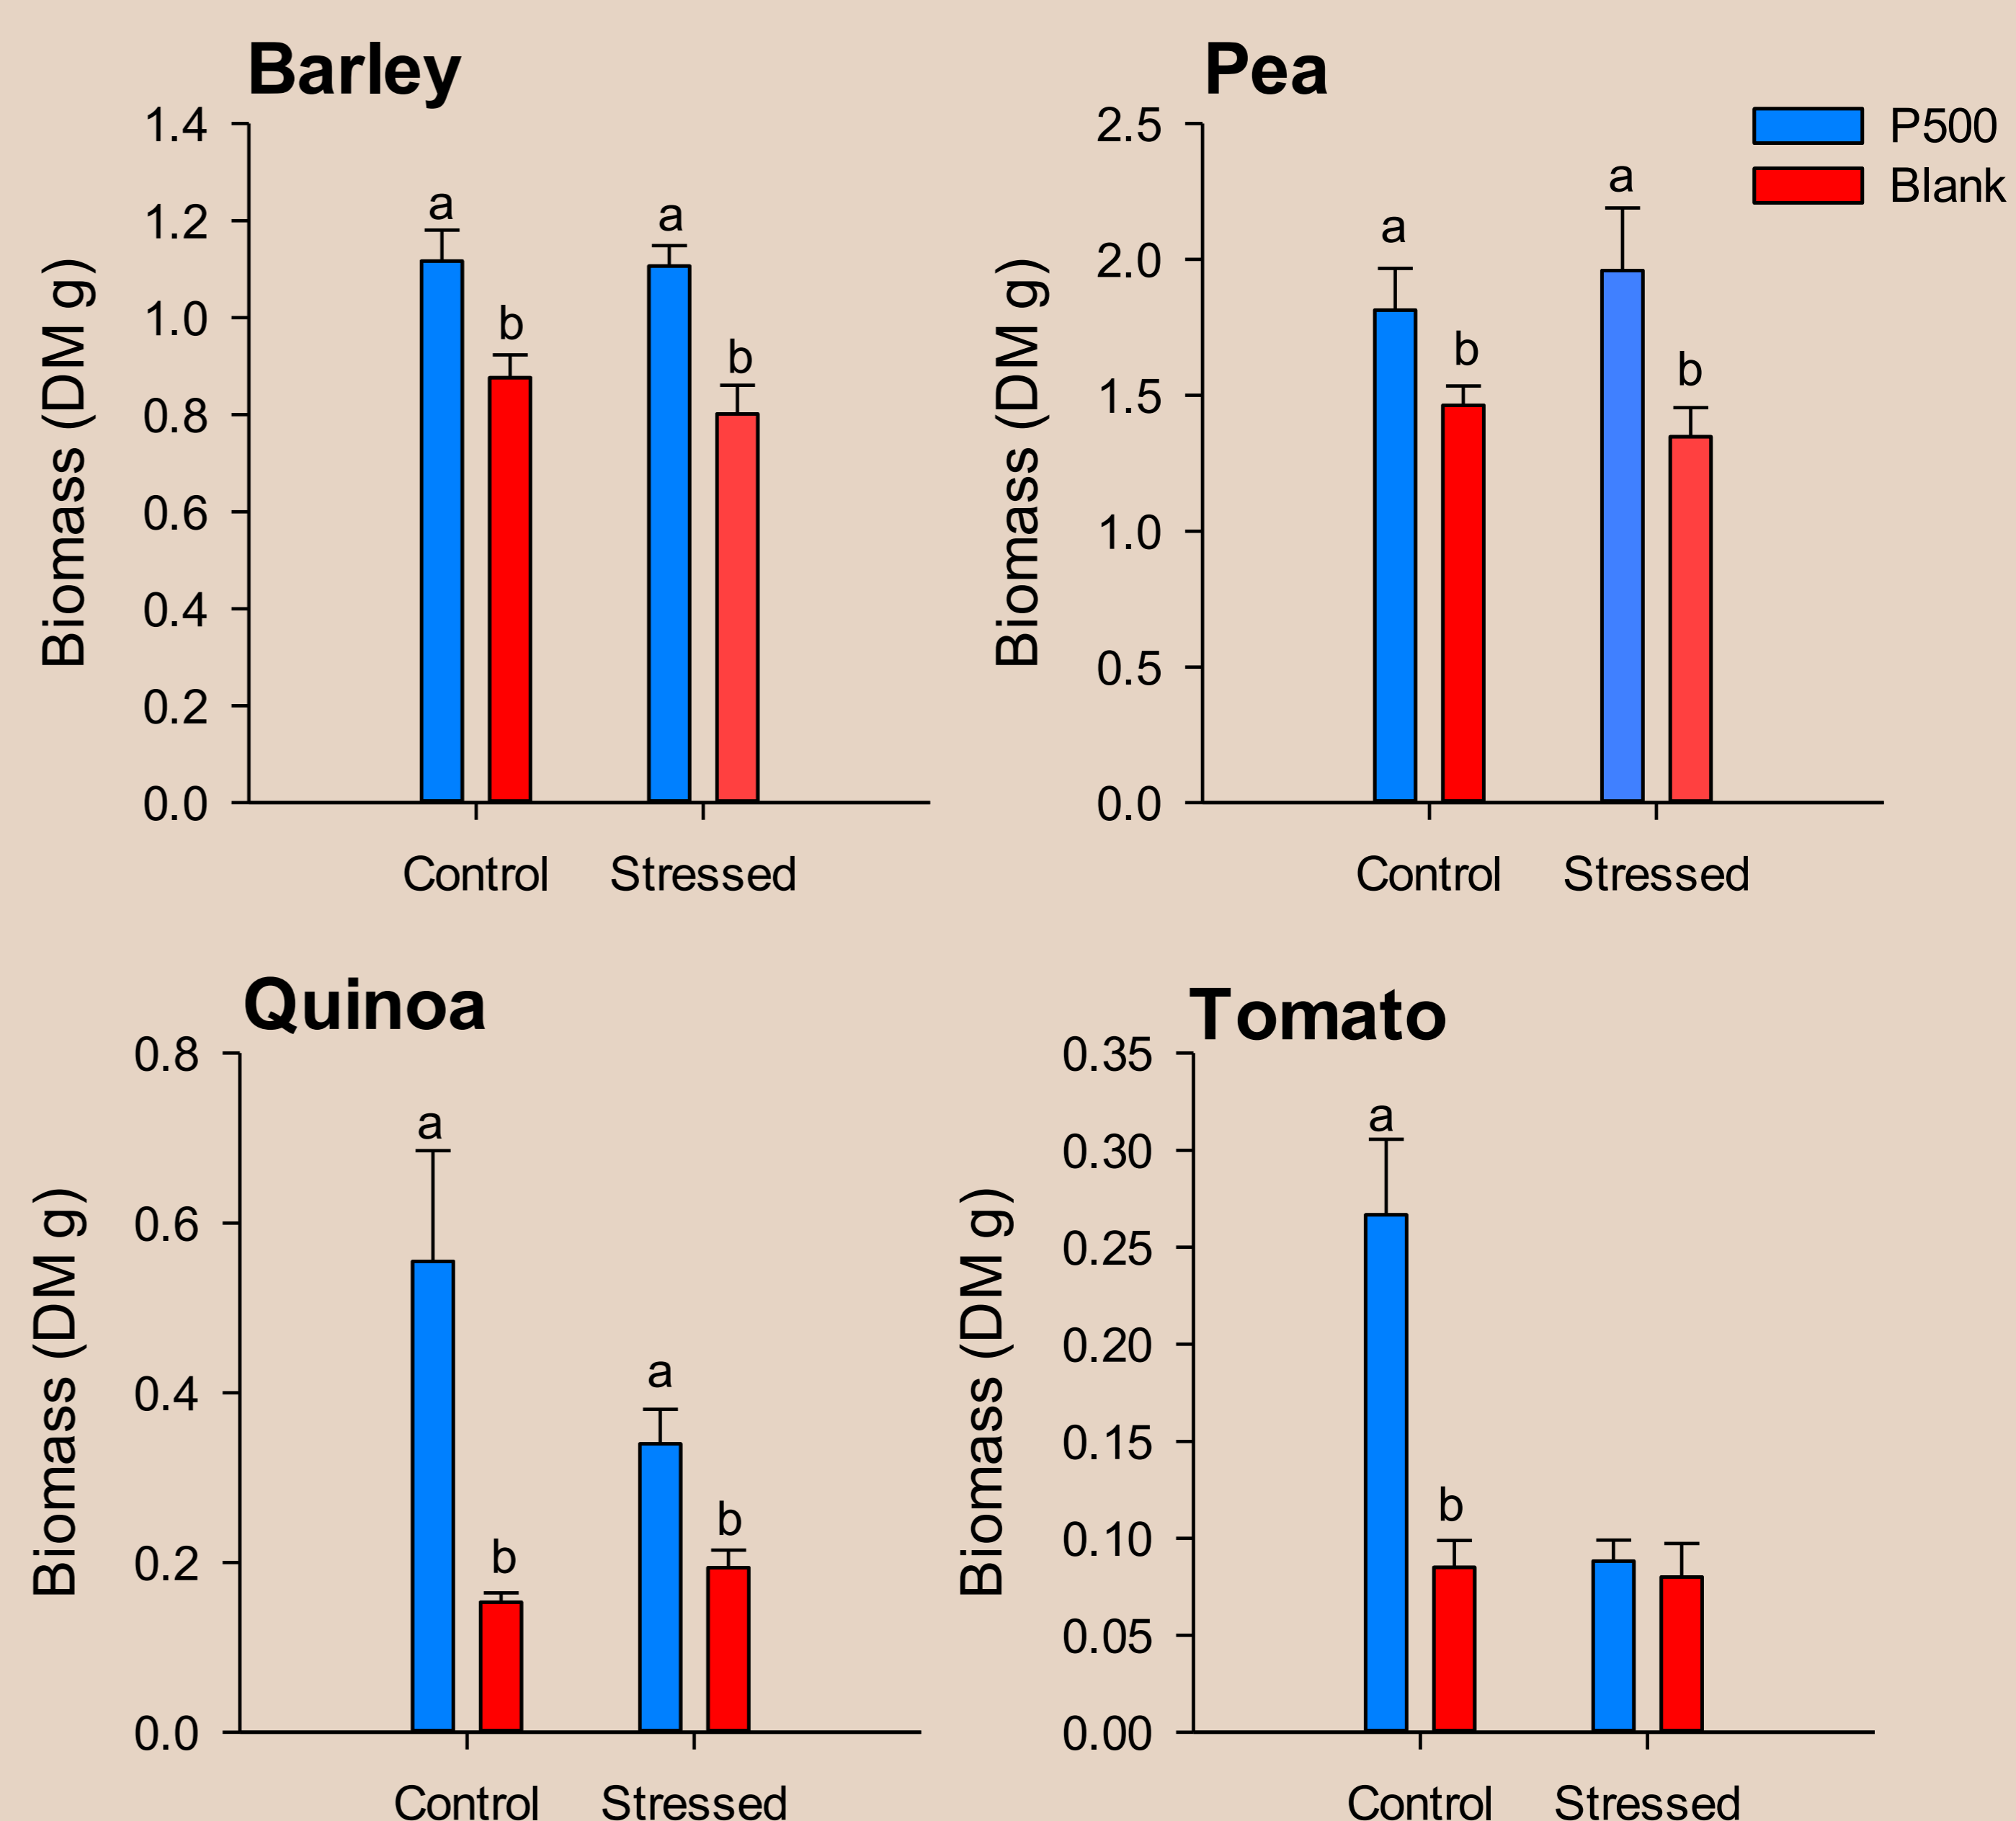 Barley
1.4
1.2
1.0
0.8
0.6
0.4
0.2
0.0
Biomass (DM g)
a
b
a
b
Control Stressed
Pea
2.5
2.0
1.5
1.0
0.5
0.0
Biomass (DM g)
a
b
a
b
Control Stressed
P500
Blank
Quinoa
0.8
0.6
0.4
0.2
0.0
Biomass (DM g)
a
b
a
b
Control Stressed
Tomato
0.35
0.30
0.25
0.20
0.15
0.10
0.05
0.00
Biomass (DM g)
a
b
Control Stressed